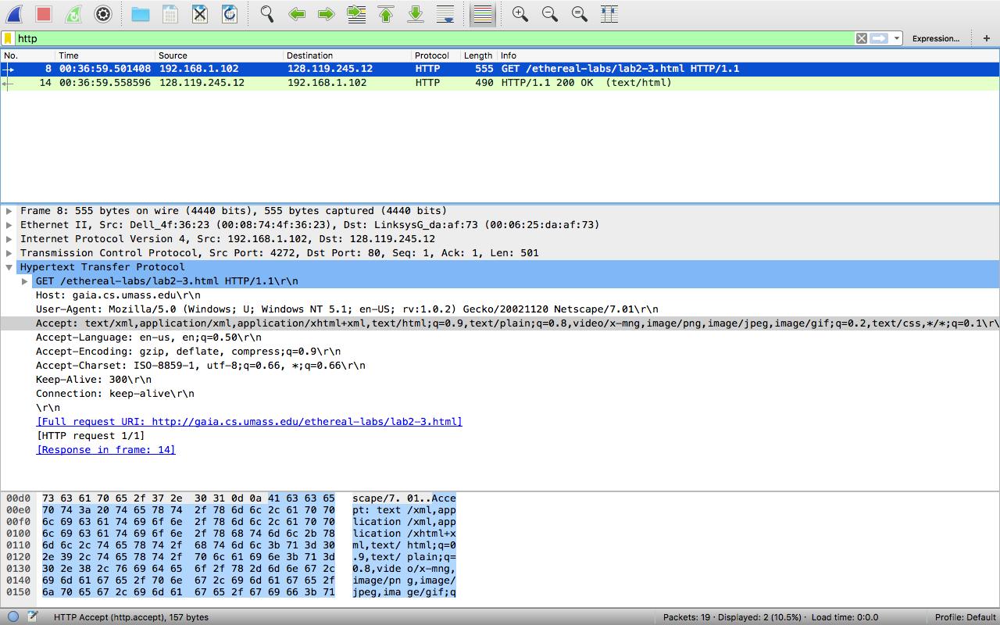 http
Expression...
+
No. Time Source Destination Protocol Length Info
8 00:36:59.501408 192.168.1.102 128.119.245.12 HTTP 555 GET /ethereal-labs/lab2-3.html HTTP/1.1
14 00:36:59.558596 128.119.245.12 192.168.1.102 HTTP 490 HTTP/1.1 200 OK (text/html)
Frame 8: 555 bytes on wire (4440 bits), 555 bytes captured (4440 bits)
Ethernet II, Src: Dell_4f:36:23 (00:08:74:4f:36:23), Dst: LinksysG_da:af:73 (00:06:25:da:af:73)
Internet Protocol Version 4, Src: 192.168.1.102, Dst: 128.119.245.12
Transmission Control Protocol, Src Port: 4272, Dst Port: 80, Seq: 1, Ack: 1, Len: 501
Hypertext Transfer Protocol
GET /ethereal-labs/lab2-3.html HTTP/1.1\r\n
Host: gaia.cs.umass.edu\r\n
User-Agent: Mozilla/5.0 (Windows; U; Windows NT 5.1; en-US; rv:1.0.2) Gecko/20021120 Netscape/7.01\r\n
Accept: text/xml,application/xml,application/xhtml+xml,text/html;q=0.9,text/plain;q=0.8,video/x-mng,image/png,image/jpeg,image/gif;q=0.2,text/css,*/*;q=0.1\r\
Accept-Language: en-us, en;q=0.50\r\n
Accept-Encoding: gzip, deflate, compress;q=0.9\r\n
Accept-Charset: ISO-8859-1, utf-8;q=0.66, *;q=0.66\r\n
Keep-Alive: 300\r\n
Connection: keep-alive\r\n
\r\n
[Full request URI: http://gaia.cs.umass.edu/ethereal-labs/lab2-3.html]
[HTTP request 1/1]
[Response in frame: 14]
00d0 73 63 61 70 65 2f 37 2e 30 31 0d 0a 41 63 63 65 scape/7. 01..Acce
00e0 70 74 3a 20 74 65 78 74 2f 78 6d 6c 2c 61 70 70 pt: text /xml,app
00f0 6c 69 63 61 74 69 6f 6e 2f 78 6d 6c 2c 61 70 70 lication /xml,app
0100 6c 69 63 61 74 69 6f 6e 2f 78 68 74 6d 6c 2b 78 lication /xhtml+x
0110 6d 6c 2c 74 65 78 74 2f 68 74 6d 6c 3b 71 3d 30 ml,text/ html;q=0
0120 2e 39 2c 74 65 78 74 2f 70 6c 61 69 6e 3b 71 3d .9,text/ plain;q=
0130 30 2e 38 2c 76 69 64 65 6f 2f 78 2d 6d 6e 67 2c 0.8,vide o/x-mng,
0140 69 6d 61 67 65 2f 70 6e 67 2c 69 6d 61 67 65 2f image/pn g,image/
0150 6a 70 65 67 2c 69 6d 61 67 65 2f 67 69 66 3b 71 jpeg,ima ge/gif;q
HTTP Accept (http.accept), 157 bytes
Packets: 19 · Displayed: 2 (10.5%) · Load time: 0:0.0
Profile: Default